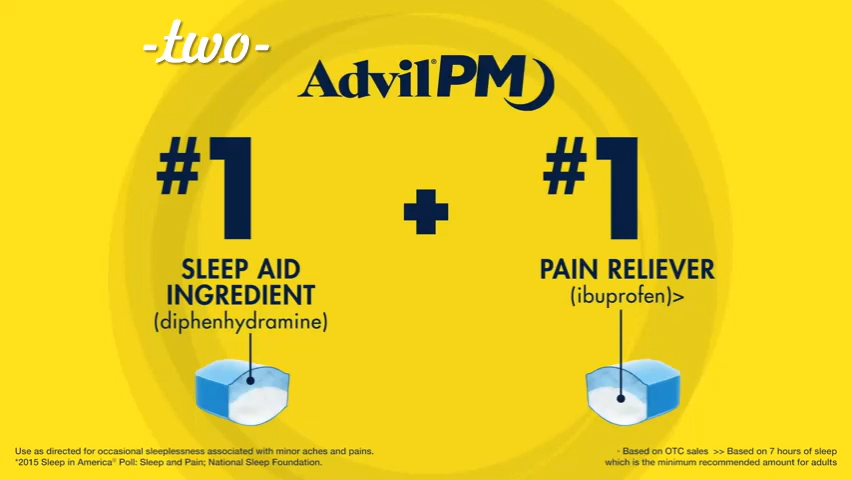 -two-
Advil® PM
#1
SLEEP AID
INGREDIENT
(diphenhydramine)
+
#1
PAIN RELIEVER
(ibuprofen)>
Use as directed for occasional sleeplessness associated with minor aches and pains.
*2015 Sleep in America® Poll: Sleep and Pain; National Sleep Foundation.
· Based on OTC sales >> Based on 7 hours of sleep
which is the minimum recommended amount for adults